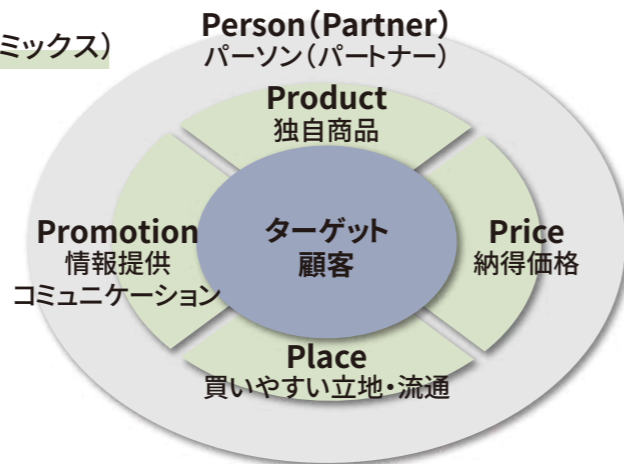 ミックス）
Person（Partner）
パーソン（パートナー）
Product
独自商品
Promotion
情報提供
コミュニケーション
ターゲット
顧客
Price
納得価格
Place
買いやすい立地・流通